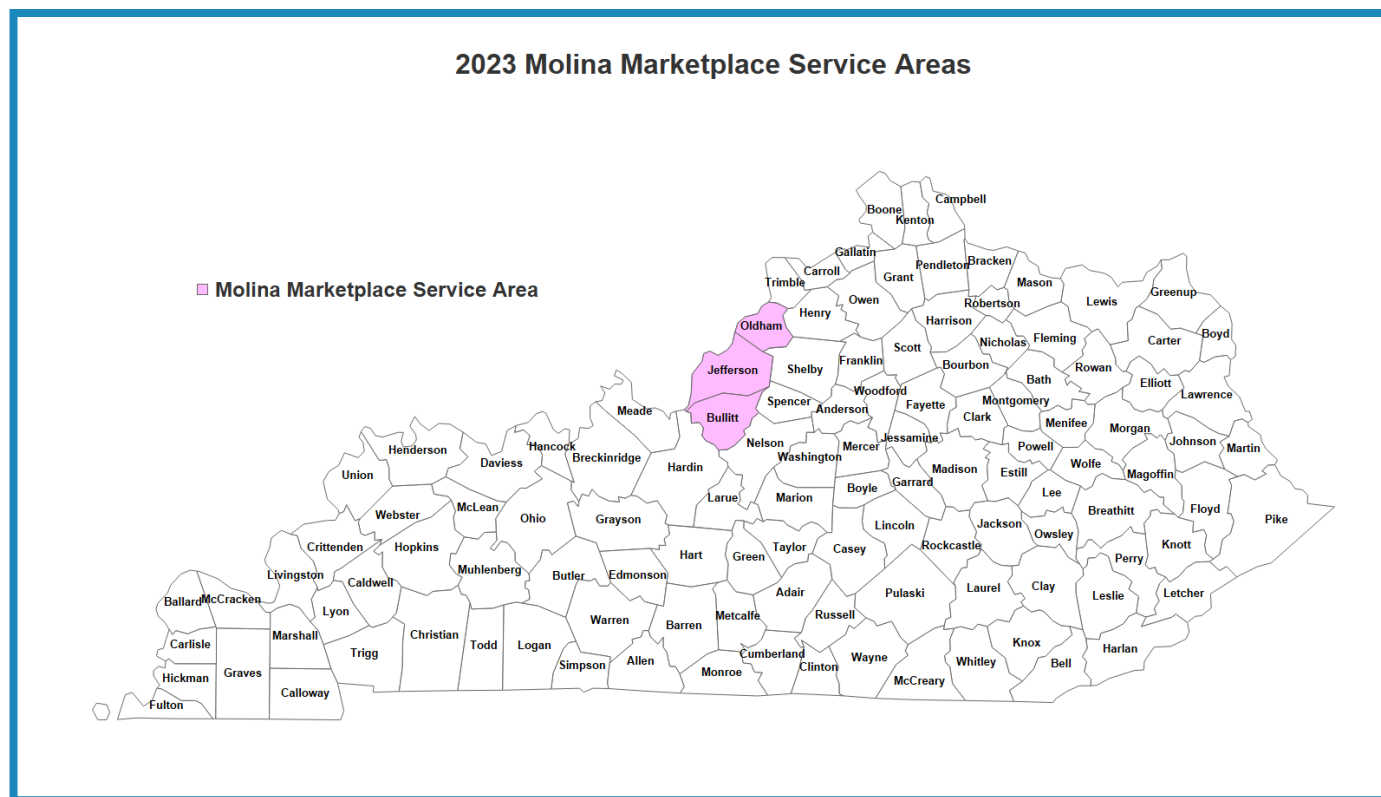 2023 Molina Marketplace Service Areas
Campbell
Boone
Kenton
Gallatin
Carroll
Trimble
Grant
Pendleton
Bracken
Mason
Molina Marketplace Service Area
Owen
Henry
Robertson
Lewis
Greenup
Oldham
Harrison
Nicholas
Fleming
Carter
Boyd
Scott
Franklin
Bourbon
Jefferson
Shelby
Rowan
Bath
Elliott
Woodford
Lawrence
Spencer
Anderson
Fayette
Montgomery
Clark
Meade
Bullitt
Menifee
Morgan
Henderson
Hancock
Nelson
Washington
Mercer
Jessamine
Powell
Johnson
Martin
Daviess
Breckinridge
Hardin
Madison
Estill
Wolfe
Magoffin
Union
Larue
Marion
Boyle
Garrard
Lee
McLean
Ohio
Grayson
Webster
Lincoln
Jackson
Owsley
Breathitt
Floyd
Pike
Crittenden
Hopkins
Hart
Green
Taylor
Casey
Rockcastle
Knott
Perry
Livingston
Caldwell
Muhlenberg
Butler
Edmonson
Adair
Pulaski
Laurel
Clay
Leslie
Letcher
Ballard
McCracken
Lyon
Warren
Barren
Metcalfe
Russell
Carlisle
Marshall
Christian
Todd
Logan
Trigg
Simpson
Allen
Cumberland
Clinton
Wayne
Whitley
Knox
Bell
Harlan
Hickman
Graves
Monroe
McCreary
Calloway
Fulton